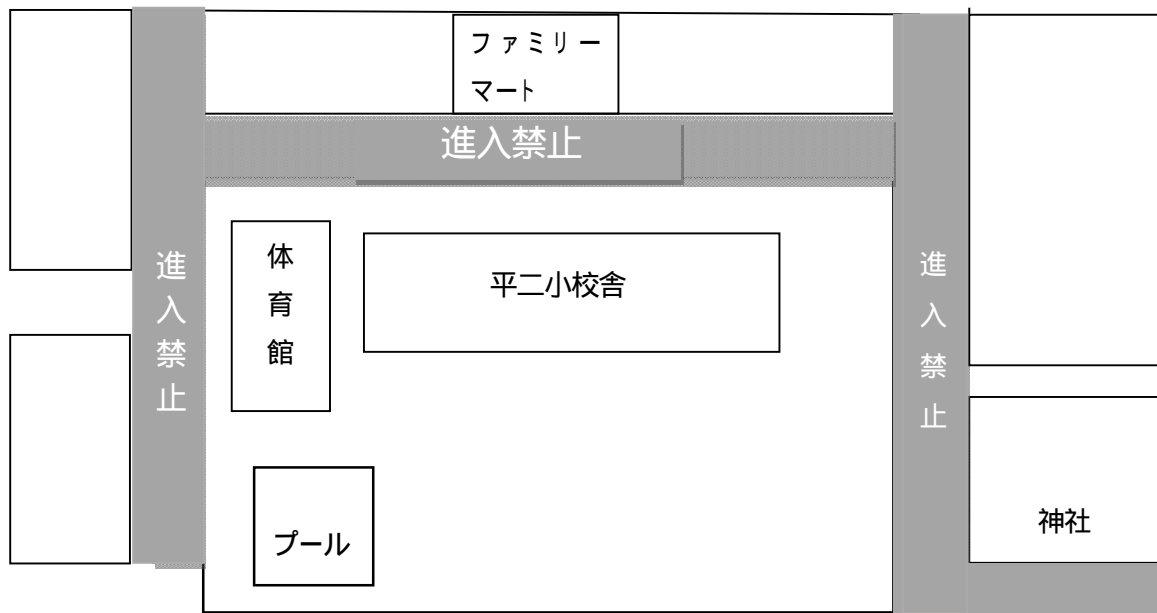 ファミリー
マート
進入禁止
進入禁止
体育館
平二小校舎
進入禁止
プール
神社